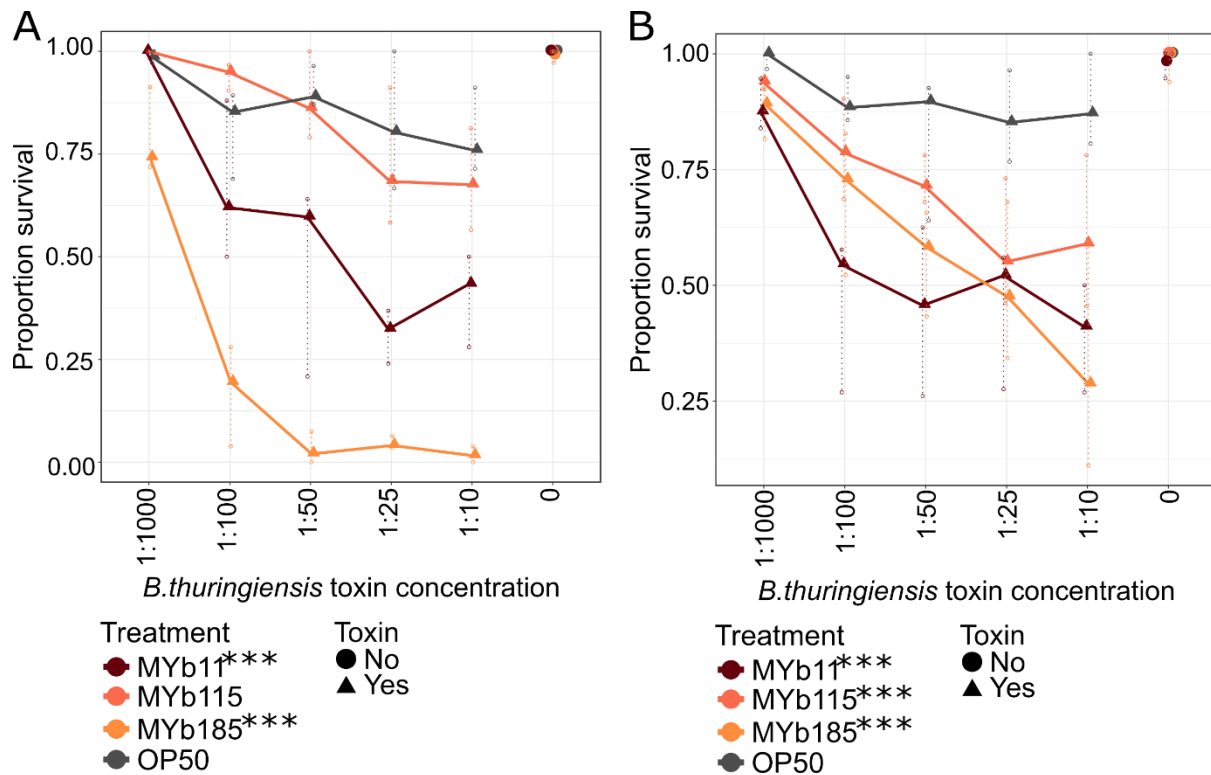 A
Proportion survival
1.00
0.75
0.50
0.25
0.00
1:1000
1:100
1:50
1:25
1:10
0
B.thuringiensis toxin concentration
Treatment
MYb11***
MYb115
MYb185***
OP50
Toxin
No
Yes
B
Proportion survival
1.00
0.75
0.50
0.25
1:1000
1:100
1:50
1:25
1:10
0
B.thuringiensis toxin concentration
Treatment
MYb11***
MYb115***
MYb185***
OP50
Toxin
No
Yes